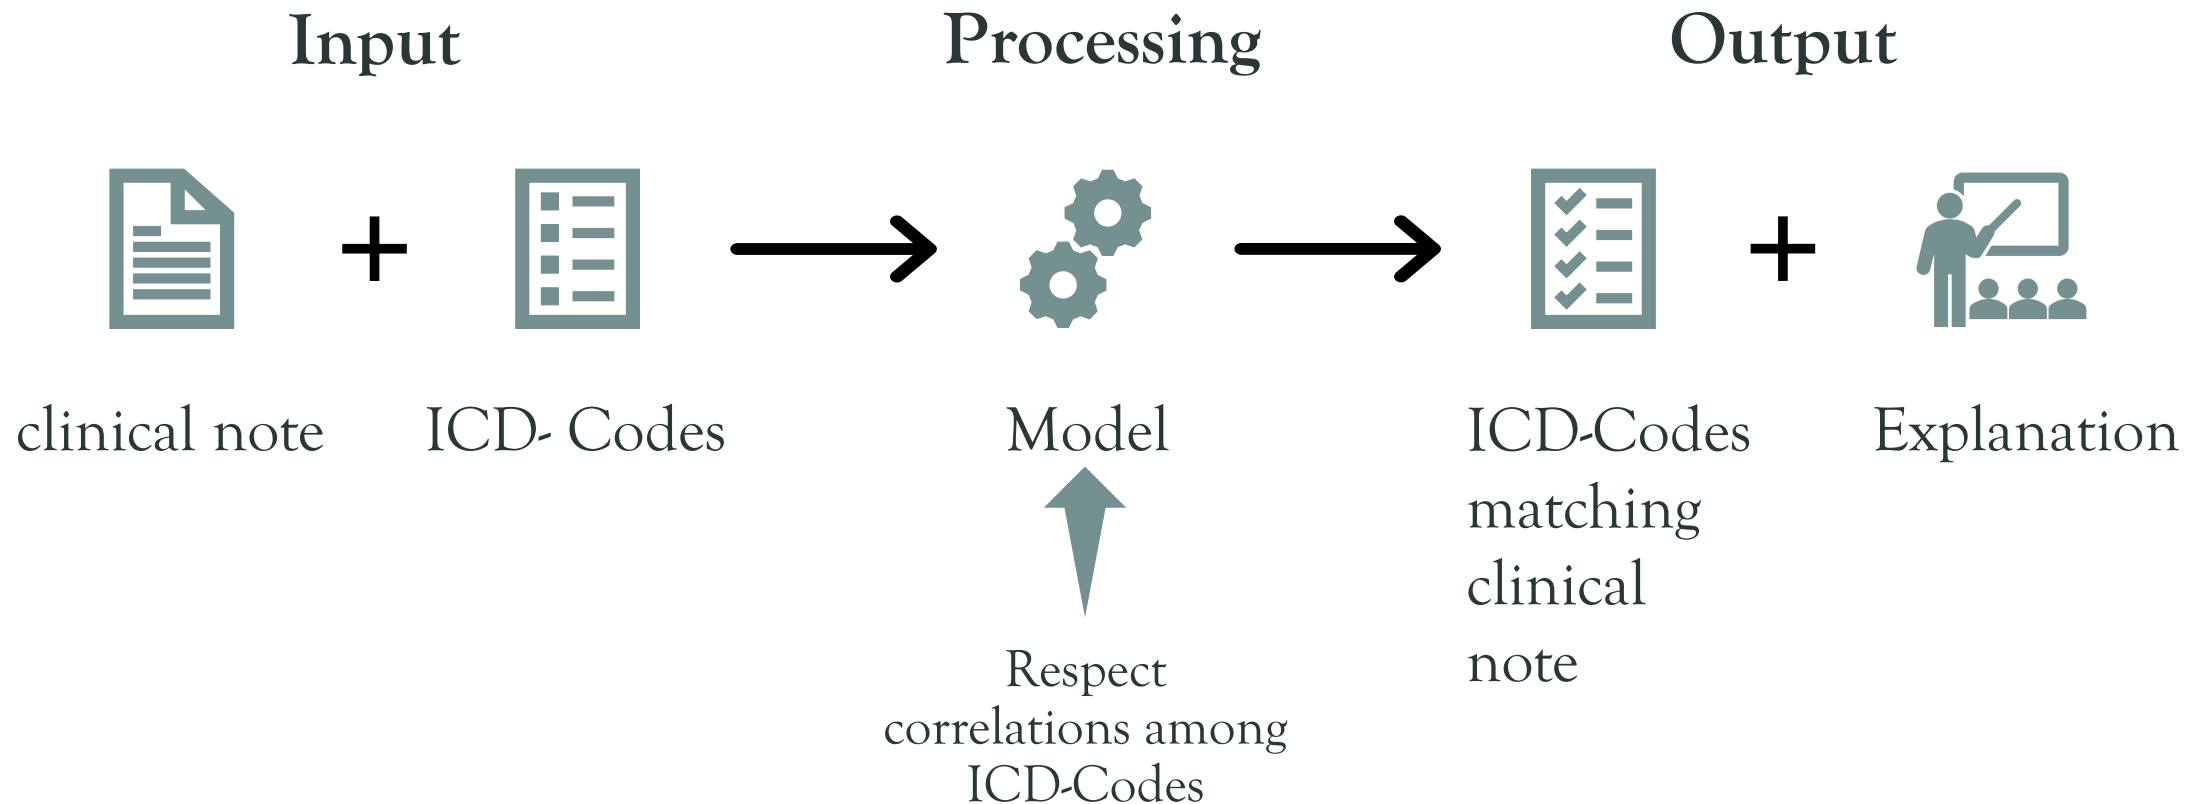 Input
Processing
Output
clinical note
ICD- Codes
Model
ICD-Codes
matching
clinical
note
Explanation
Respect
correlations among
ICD-Codes